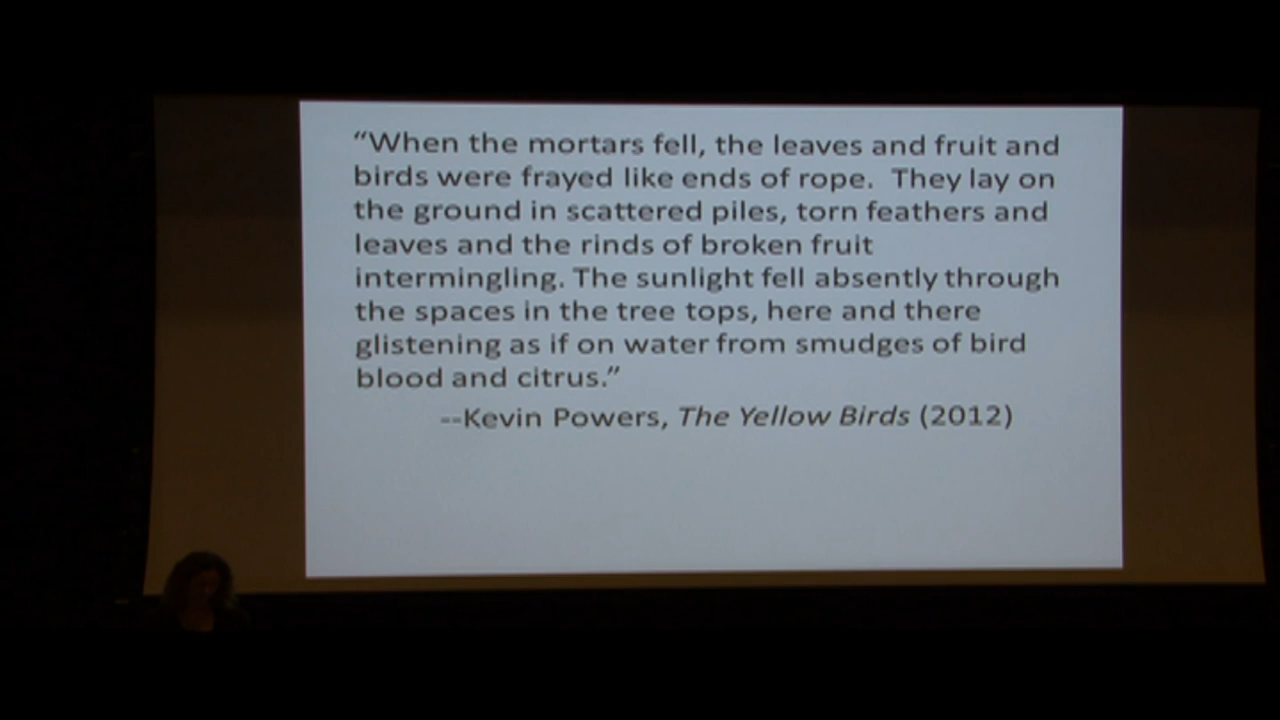 “When the mortars fell, the leaves and fruit and
birds were frayed like ends of rope.  They lay on
the ground in scattered piles, torn feathers and
leaves and the rinds of broken fruit
intermingling. The sunlight fell absently through
the spaces in the tree tops, here and there
glistening as if on water from smudges of bird
blood and citrus.”
--Kevin Powers, The Yellow Birds (2012)